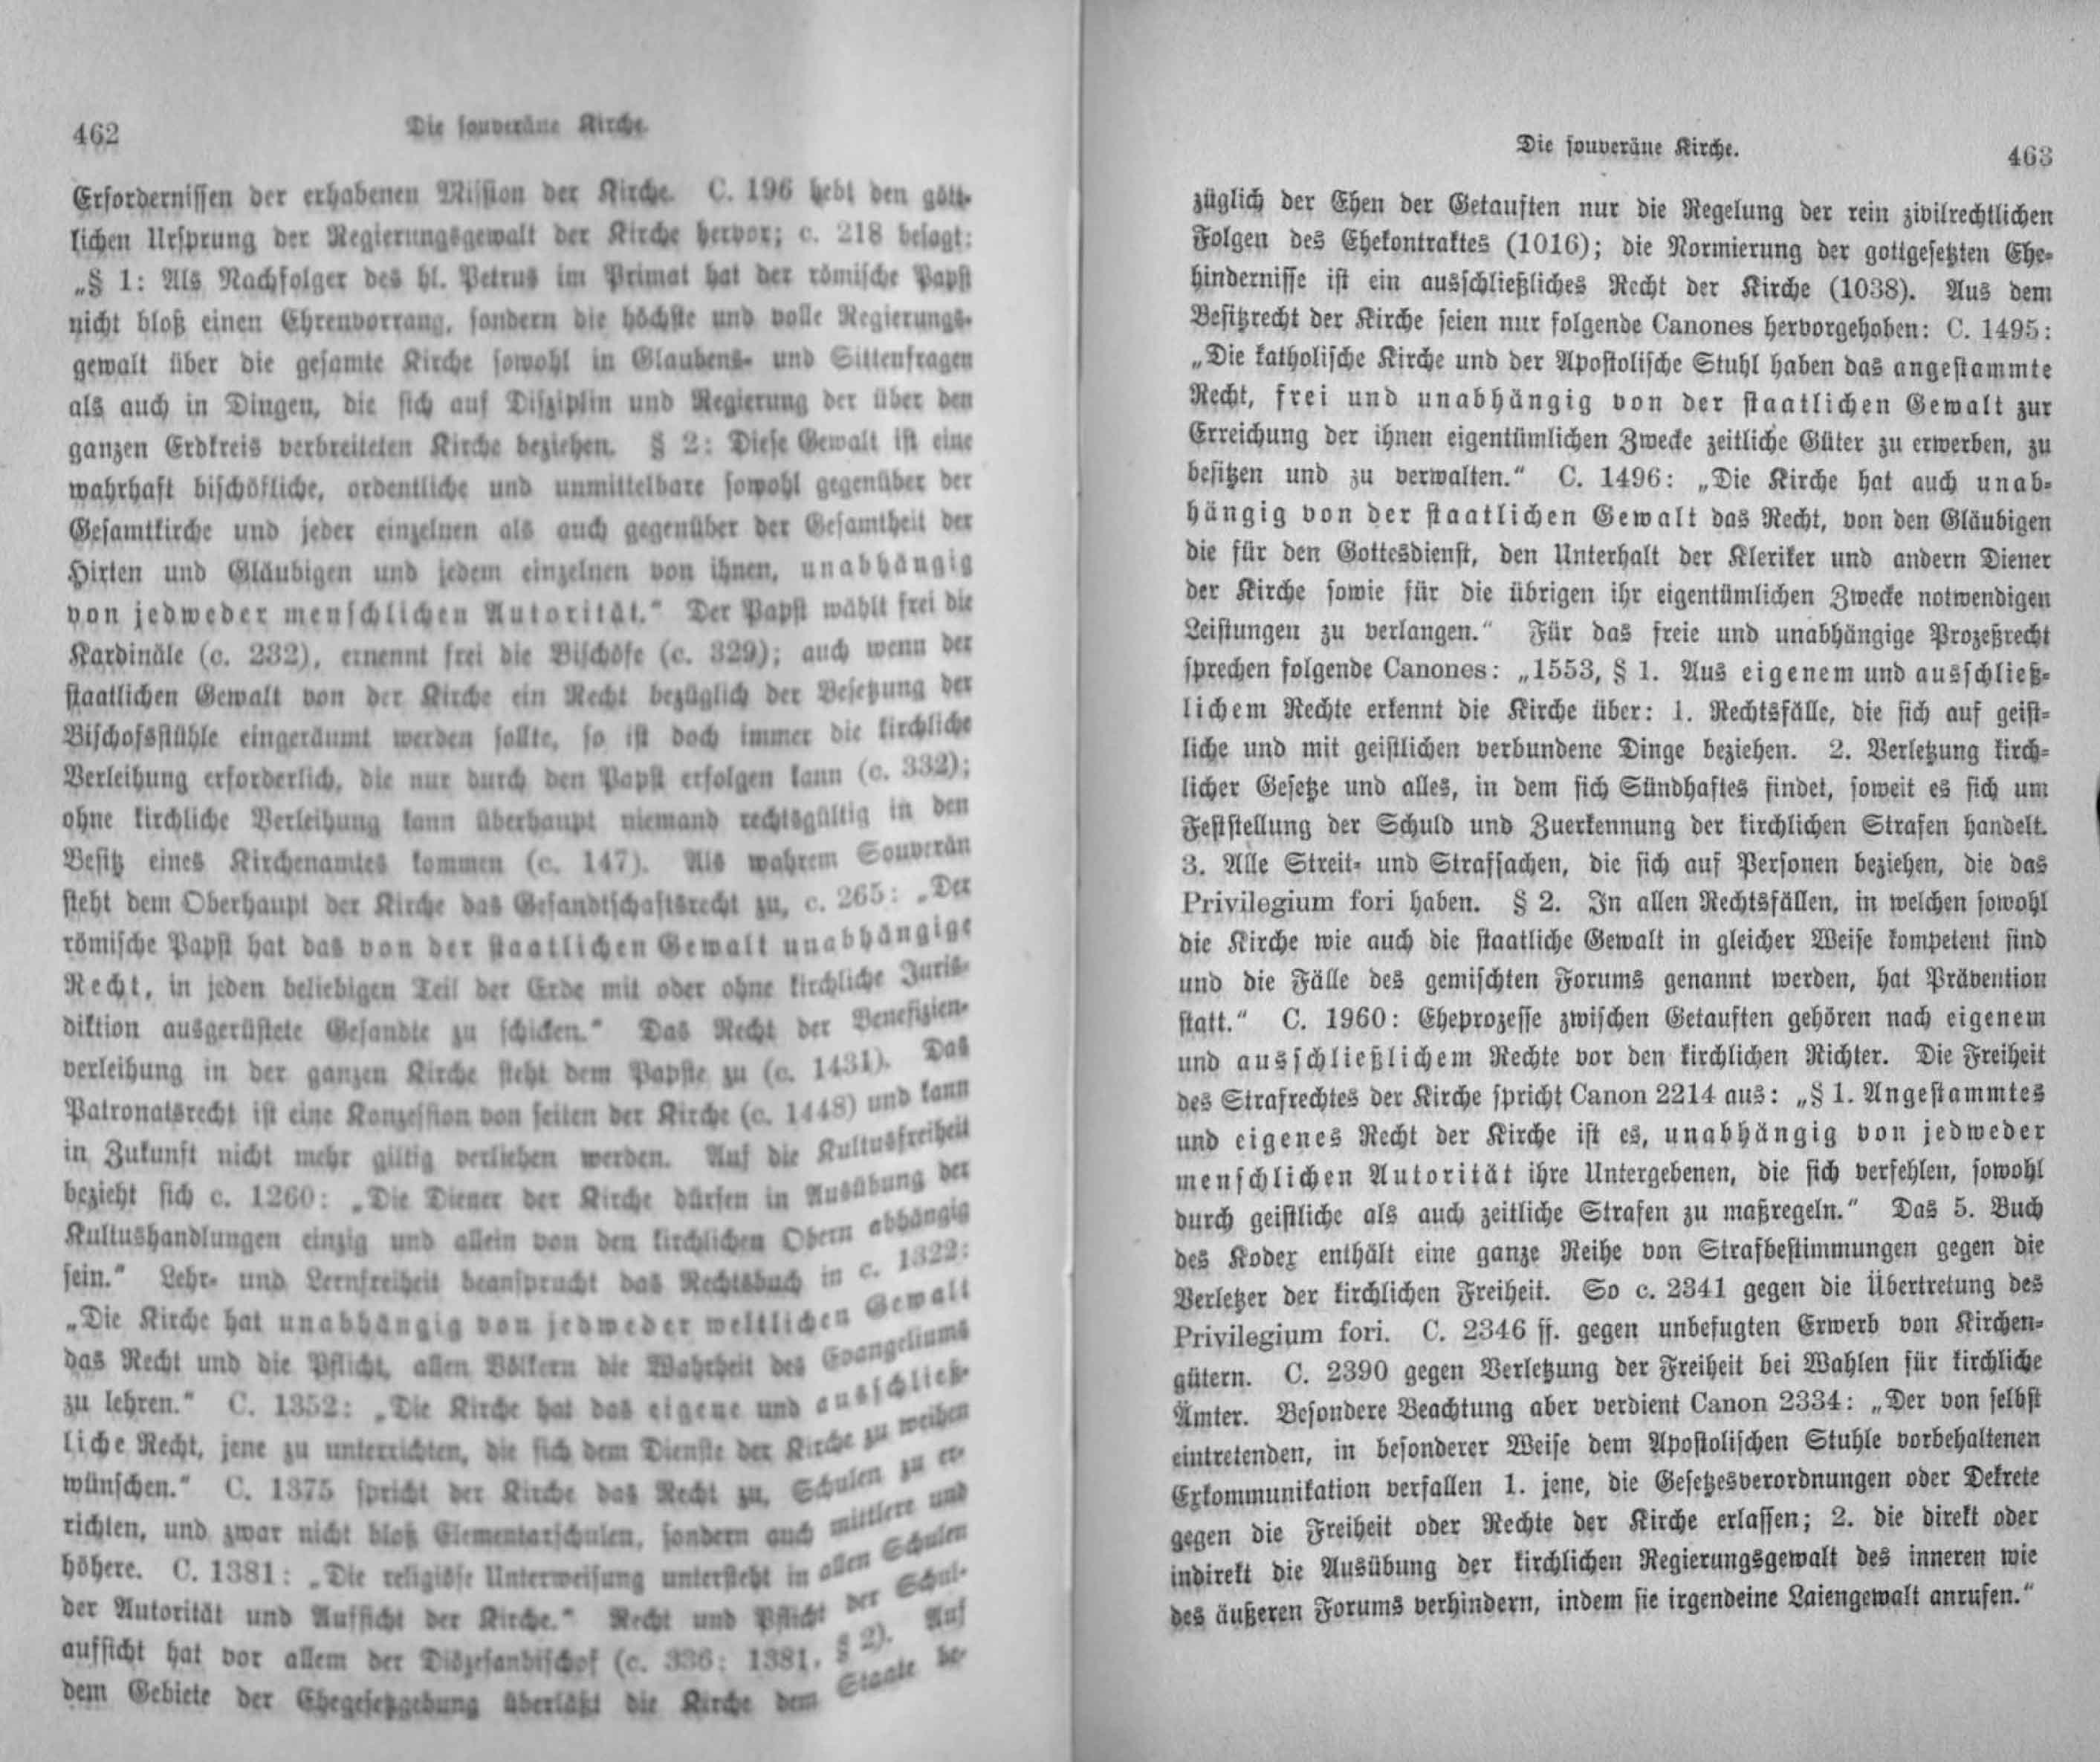 462
Die souveräne Kirche.
Erfordernissen der erhabenen Mission der Kirche. C. 196 hebt den gött-
lichen Ursprung der Regierungsgewalt der Kirche hervor; c. 218 besagt:
„§ 1: Als Nachfolger des hl. Petrus im Primat hat der römische Papst
nicht bloß einen Ehrenvorrang, sondern die höchste und volle Regierungs-
gewalt über die gesamte Kirche sowohl in Glaubens- und Sittenfragen
als auch in Dingen, die sich auf Disziplin und Regierung der über den
ganzen Erdkreis verbreiteten Kirche beziehen. § 2: Diese Gewalt ist eine
wahrhaft bischöfliche, ordentliche und unmittelbare sowohl gegenüber der
Gesamtkirche und jeder einzelnen als auch gegenüber der Gesamtheit der
Hirten und Gläubigen und jedem einzelnen von ihnen, unabhängig
von jedweder menschlichen Autorität.“ Der Papst wählt frei die
Kardinäle (c. 232), ernennt frei die Bischöfe (c. 329); auch wenn der
staatlichen Gewalt von der Kirche ein Recht bezüglich der Besetzung der
Bischofsstühle eingeräumt werden sollte, so ist doch immer die kirchliche
Verleihung erforderlich, die nur durch den Papst erfolgen kann (c. 332);
ohne kirchliche Verleihung kann überhaupt niemand rechtsgültig in den
Besitz eines Kirchenamtes kommen (c. 147). Als wahrem Souverän
steht dem Oberhaupt der Kirche das Gesandtschaftsrecht zu, c. 265: „Der
römische Papst hat das von der staatlichen Gewalt unabhängige
Recht, in jeden beliebigen Teil der Erde mit oder ohne kirchliche Juris-
diktion ausgerüstete Gesandte zu schicken.“ Das Recht der Benefizien-
verleihung in der ganzen Kirche steht dem Papste zu (c. 1431). Das
Patronatsrecht ist eine Konzession von seiten der Kirche (c. 1448) und kann
in Zukunft nicht mehr giltig verliehen werden. Auf die Kultusfreiheit
bezieht sich c. 1260: „Die Diener der Kirche dürfen in Ausübung der
Kultushandlungen einzig und allein von den kirchlichen Obern abhängig
sein.“ Lehr- und Lernfreiheit beansprucht das Rechtsbuch in c. 1322:
„Die Kirche hat unabhängig von jedweder weltlichen Gewalt
das Recht und die Pflicht, allen Völkern die Wahrheit des Evangeliums
zu lehren.“ C. 1352: „Die Kirche hat das eigene und ausschließ-
liche Recht, jene zu unterrichten, die sich dem Dienste der Kirche zu weihen
wünschen.“ C. 1375 spricht der Kirche das Recht zu, Schulen zu er-
richten, und zwar nicht bloß Elementarschulen, sondern auch mittlere und
höhere. C. 1381: „Die religiöse Unterweisung untersteht in allen Schulen
der Autorität und Aufsicht der Kirche.“ Recht und Pflicht der Schul-
aufsicht hat vor allem der Diözesanbischof (c. 336; 1381, § 2). Auf
dem Gebiete der Ehegesetzgebung überläßt die Kirche dem Staate be-
Die souveräne Kirche.
463
züglich der Ehen der Getauften nur die Regelung der rein zivilrechtlichen
Folgen des Ehekontraktes (1016); die Normierung der gottgesetzten Ehe-
hindernisse ist ein ausschließliches Recht der Kirche (1038). Aus dem
Besitzrecht der Kirche seien nur folgende Canones hervorgehoben: C. 1495:
„Die katholische Kirche und der Apostolische Stuhl haben das angestammte
Recht, frei und unabhängig von der staatlichen Gewalt zur
Erreichung der ihnen eigentümlichen Zwecke zeitliche Güter zu erwerben, zu
besitzen und zu verwalten.“ C. 1496: „Die Kirche hat auch unab-
hängig von der staatlichen Gewalt das Recht, von den Gläubigen
die für den Gottesdienst, den Unterhalt der Kleriker und andern Diener
der Kirche sowie für die übrigen ihr eigentümlichen Zwecke notwendigen
Leistungen zu verlangen.“ Für das freie und unabhängige Prozeßrecht
sprechen folgende Canones: „1553, § 1. Aus eigenem und ausschließ-
lichem Rechte erkennt die Kirche über: 1. Rechtsfälle, die sich auf geist-
liche und mit geistlichen verbundene Dinge beziehen. 2. Verletzung kirch-
licher Gesetze und alles, in dem sich Sündhaftes findet, soweit es sich um
Feststellung der Schuld und Zuerkennung der kirchlichen Strafen handelt.
3. Alle Streit- und Strafsachen, die sich auf Personen beziehen, die das
Privilegium fori haben. § 2. In allen Rechtsfällen, in welchen sowohl
die Kirche wie auch die staatliche Gewalt in gleicher Weise kompetent sind
und die Fälle des gemischten Forums genannt werden, hat Prävention
statt.“ C. 1960: Eheprozesse zwischen Getauften gehören nach eigenem
und ausschließlichem Rechte vor den kirchlichen Richter. Die Freiheit
des Strafrechtes der Kirche spricht Canon 2214 aus: „§ 1. Angestammtes
und eigenes Recht der Kirche ist es, unabhängig von jedweder
menschlichen Autorität ihre Untergebenen, die sich verfehlen, sowohl
durch geistliche als auch zeitliche Strafen zu maßregeln.“ Das 5. Buch
des Kodex enthält eine ganze Reihe von Strafbestimmungen gegen die
Verletzer der kirchlichen Freiheit. So c. 2341 gegen die Übertretung des
Privilegium fori. C. 2346 ff. gegen unbefugten Erwerb von Kirchen-
gütern. C. 2390 gegen Verletzung der Freiheit bei Wahlen für kirchliche
Ämter. Besondere Beachtung aber verdient Canon 2334: „Der von selbst
eintretenden, in besonderer Weise dem Apostolischen Stuhle vorbehaltenen
Exkommunikation verfallen 1. jene, die Gesetzesverordnungen oder Dekrete
gegen die Freiheit oder Rechte der Kirche erlassen; 2. die direkt oder
indirekt die Ausübung der kirchlichen Regierungsgewalt des inneren wie
des äußeren Forums verhindern, indem sie irgendeine Laiengewalt anrufen.“